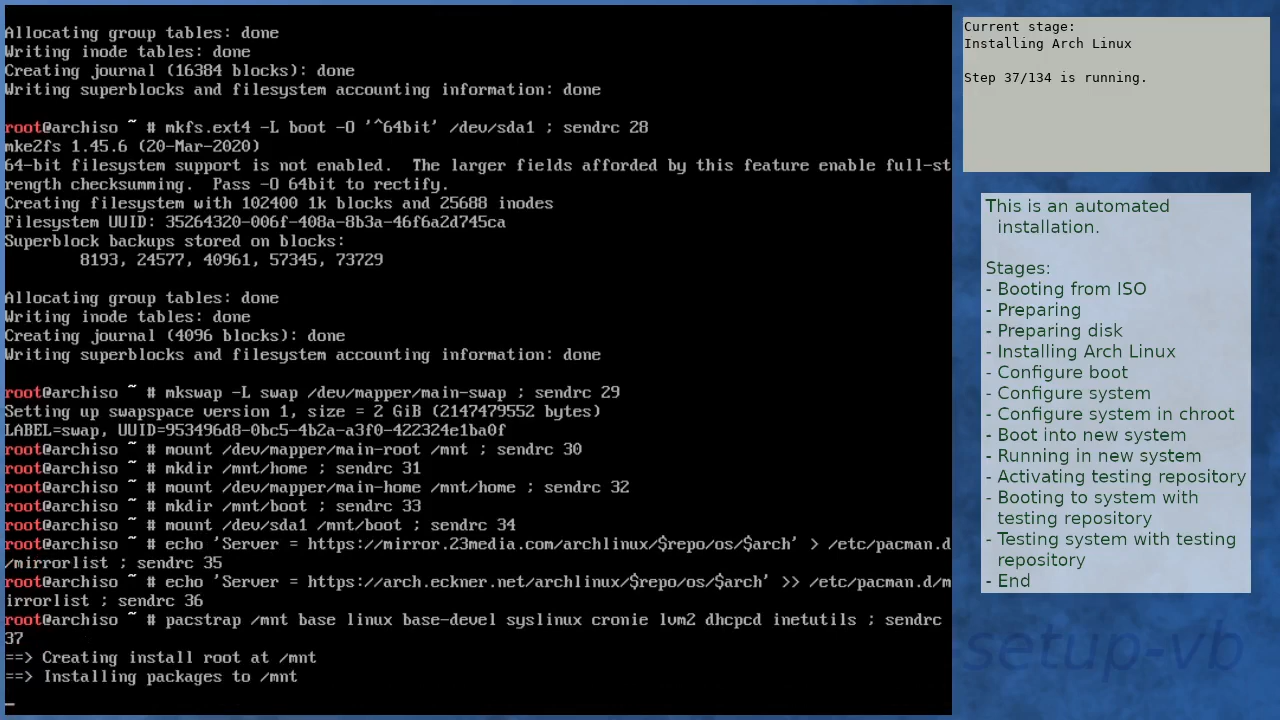 Allocating group tables: done
Writing inode tables: done
Creating journal (16384 blocks): done
Writing superblocks and filesystem accounting information: done
root@archiso ~ # mkfs.ext4 -L boot -O '^64bit' /dev/sda1 ; sendrc 28
mke2fs 1.45.6 (20-Mar-2020)
64-bit filesystem support is not enabled.  The larger fields afforded by this feature enable full-st
rength checksumming.  Pass -O 64bit to rectify.
Creating filesystem with 102400 1k blocks and 25688 inodes
Filesystem UUID: 35264320-006f-408a-8b3a-46f6a2d745ca
Superblock backups stored on blocks:
        8193, 24577, 40961, 57345, 73729
Allocating group tables: done
Writing inode tables: done
Creating journal (4096 blocks): done
Writing superblocks and filesystem accounting information: done
root@archiso ~ # mkswap -L swap /dev/mapper/main-swap ; sendrc 29
Setting up swapspace version 1, size = 2 GiB (2147479552 bytes)
LABEL=swap, UUID=953496d8-0bc5-4b2a-a3f0-422324e1ba0f
root@archiso ~ # mount /dev/mapper/main-root /mnt ; sendrc 30
root@archiso ~ # mkdir /mnt/home ; sendrc 31
root@archiso ~ # mount /dev/mapper/main-home /mnt/home ; sendrc 32
root@archiso ~ # mkdir /mnt/boot ; sendrc 33
root@archiso ~ # mount /dev/sda1 /mnt/boot ; sendrc 34
root@archiso ~ # echo 'Server = https://mirror.23media.com/archlinux/$repo/os/$arch' > /etc/pacman.d
/mirrorlist ; sendrc 35
root@archiso ~ # echo 'Server = https://arch.eckner.net/archlinux/$repo/os/$arch' >> /etc/pacman.d/m
irrorlist ; sendrc 36
root@archiso ~ # pacstrap /mnt base linux base-devel syslinux cronie lvm2 dhcpcd inetutils ; sendrc
37
==> Creating install root at /mnt
==> Installing packages to /mnt
_
Current stage:
Installing Arch Linux
Step 37/134 is running.
This is an automated
installation.
Stages:
- Booting from ISO
- Preparing
- Preparing disk
- Installing Arch Linux
- Configure boot
- Configure system
- Configure system in chroot
- Boot into new system
- Running in new system
- Activating testing repository
- Booting to system with
testing repository
- Testing system with testing
repository
- End
setup-vb